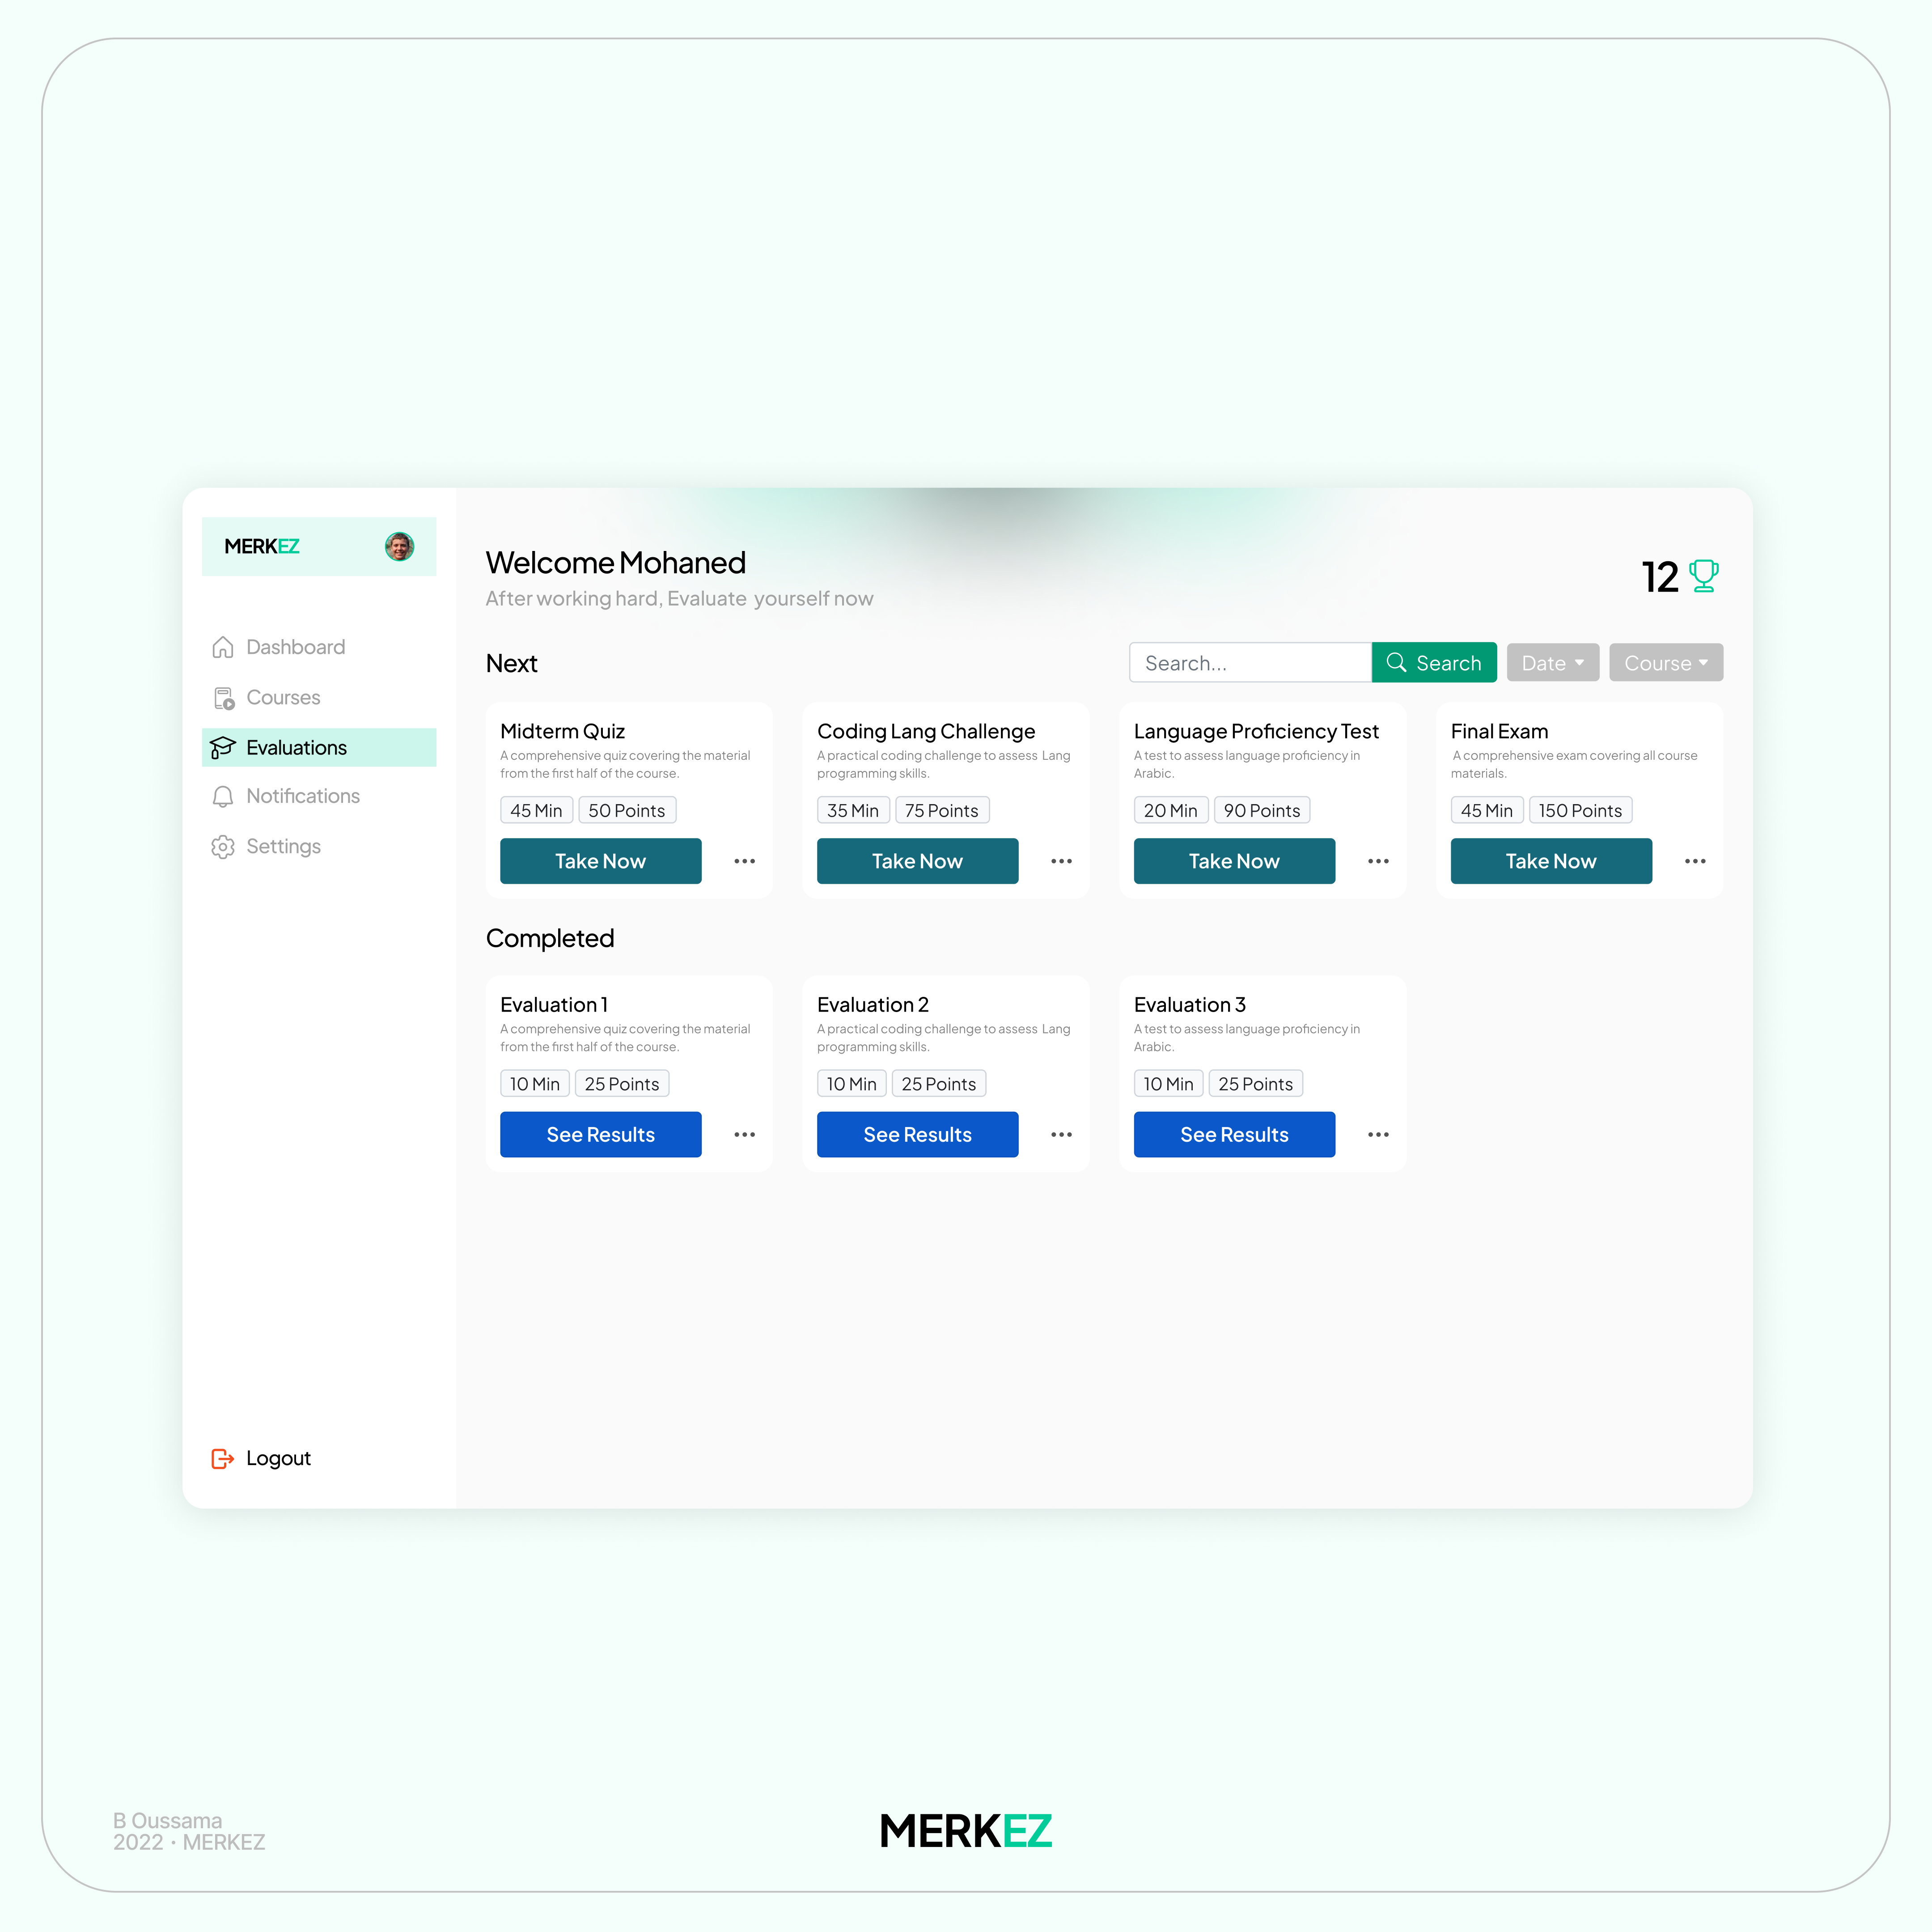 MERKEZ
Dashboard
Courses
Evaluations
Notifications
Settings
Logout
Welcome Mohaned
After working hard, Evaluate yourself now
12
Next
Search...
Search
Date
Course
Midterm Quiz
A comprehensive quiz covering the material
from the first half of the course.
45 Min
50 Points
Take Now
Coding Lang Challenge
A practical coding challenge to assess Lang
programming skills.
35 Min
75 Points
Take Now
Language Proficiency Test
A test to assess language proficiency in
Arabic.
20 Min
90 Points
Take Now
Final Exam
A comprehensive exam covering all course
materials.
45 Min
150 Points
Take Now
Completed
Evaluation 1
A comprehensive quiz covering the material
from the first half of the course.
10 Min
25 Points
See Results
Evaluation 2
A practical coding challenge to assess Lang
programming skills.
10 Min
25 Points
See Results
Evaluation 3
A test to assess language proficiency in
Arabic.
10 Min
25 Points
See Results
B Oussama
2022 · MERKEZ
MERKEZ